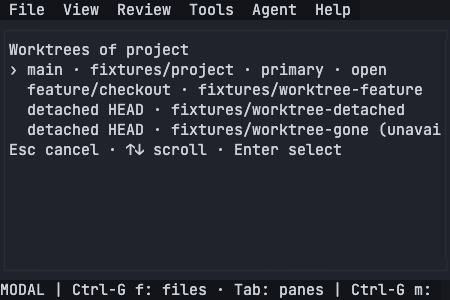 File  View  Review  Tools  Agent  Help
Worktrees of project
› main · fixtures/project · primary · open
feature/checkout · fixtures/worktree-feature
detached HEAD · fixtures/worktree-detached
detached HEAD · fixtures/worktree-gone (unavai
Esc cancel · ↑↓ scroll · Enter select
MODAL | Ctrl-G f: files · Tab: panes | Ctrl-G m: